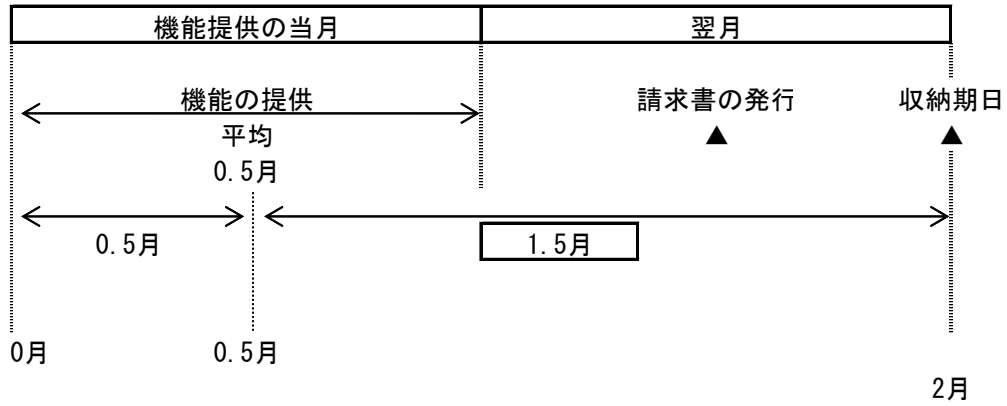 機能提供の当月 翌月
機能の提供 請求書の発行 収納期日
平均 ▲ ▲
0.5月
0.5月 1.5月
0月 0.5月
2月